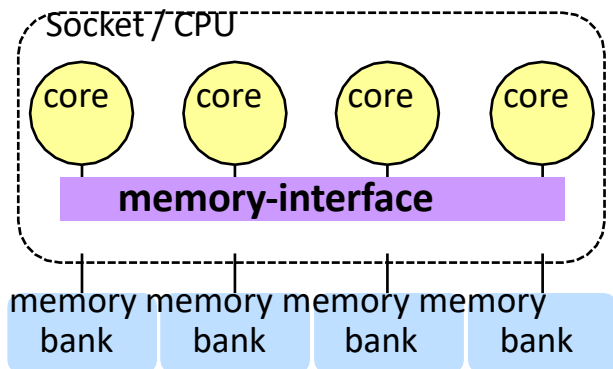 Socket / CPU
core core core core
memory-interface
memory memory memory memory
bank bank bank bank